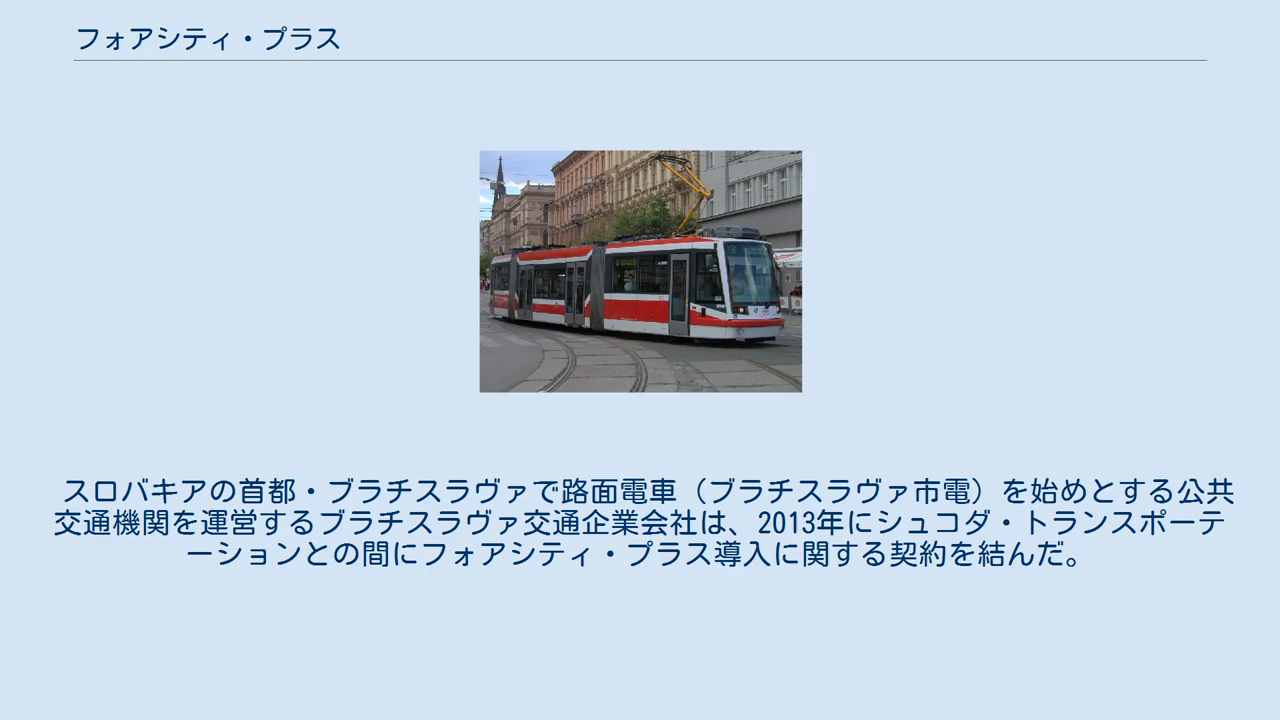 フォアシティ・プラス
スロバキアの首都・ブラチスラヴァで路面電車（ブラチスラヴァ市電）を始めとする公共
交通機関を運営するブラチスラヴァ交通企業会社は、2013年にシュコダ・トランスポーテ
ーションとの間にフォアシティ・プラス導入に関する契約を結んだ。